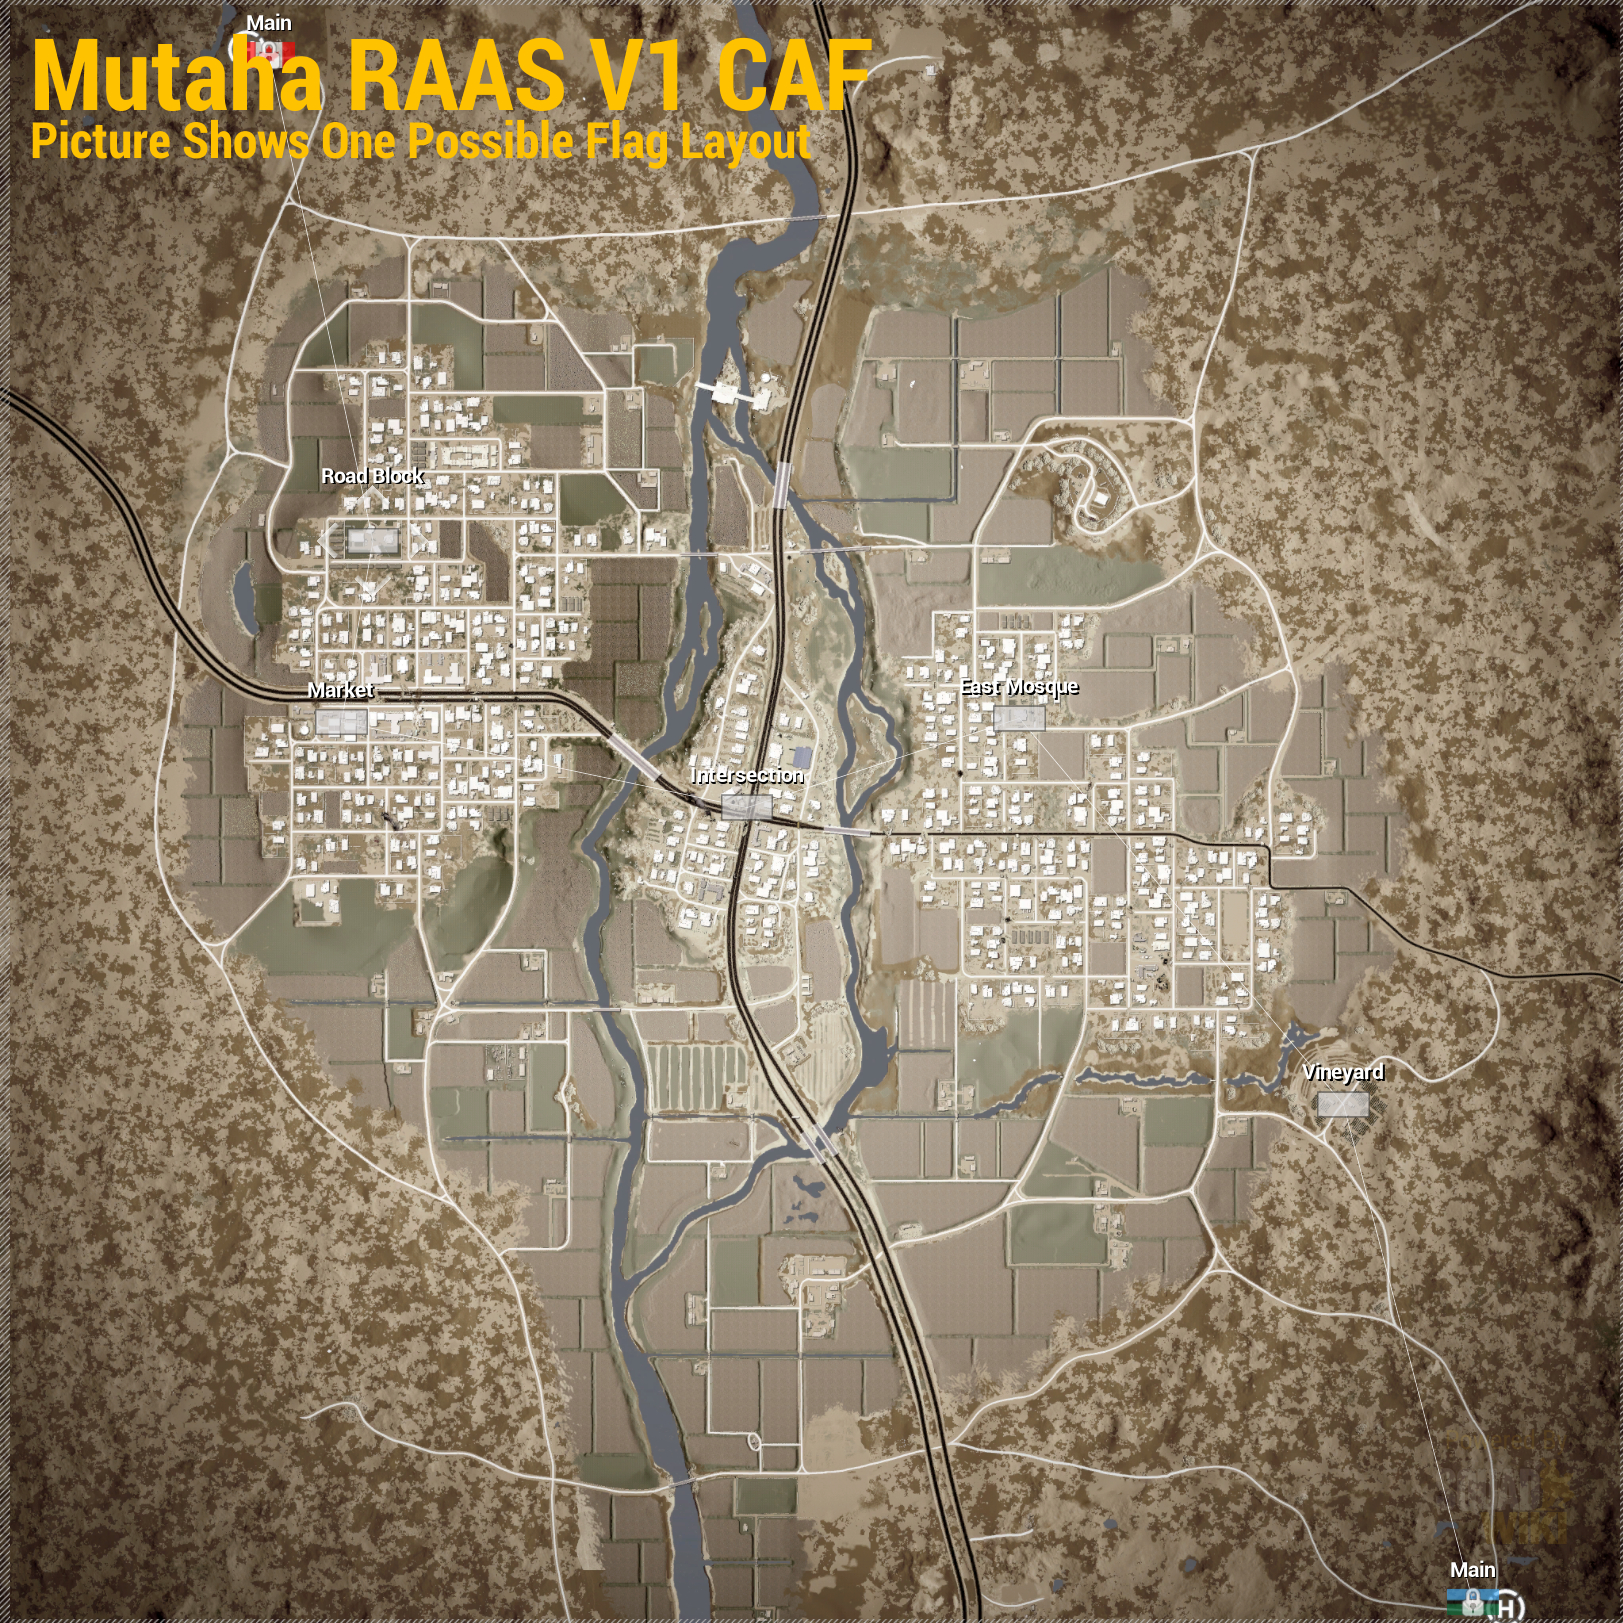 Main
Mutaha RAAS V1 CAF
Picture Shows One Possible Flag Layout
Road Block
Market
East Mosque
Intersection
Vineyard
Main
H